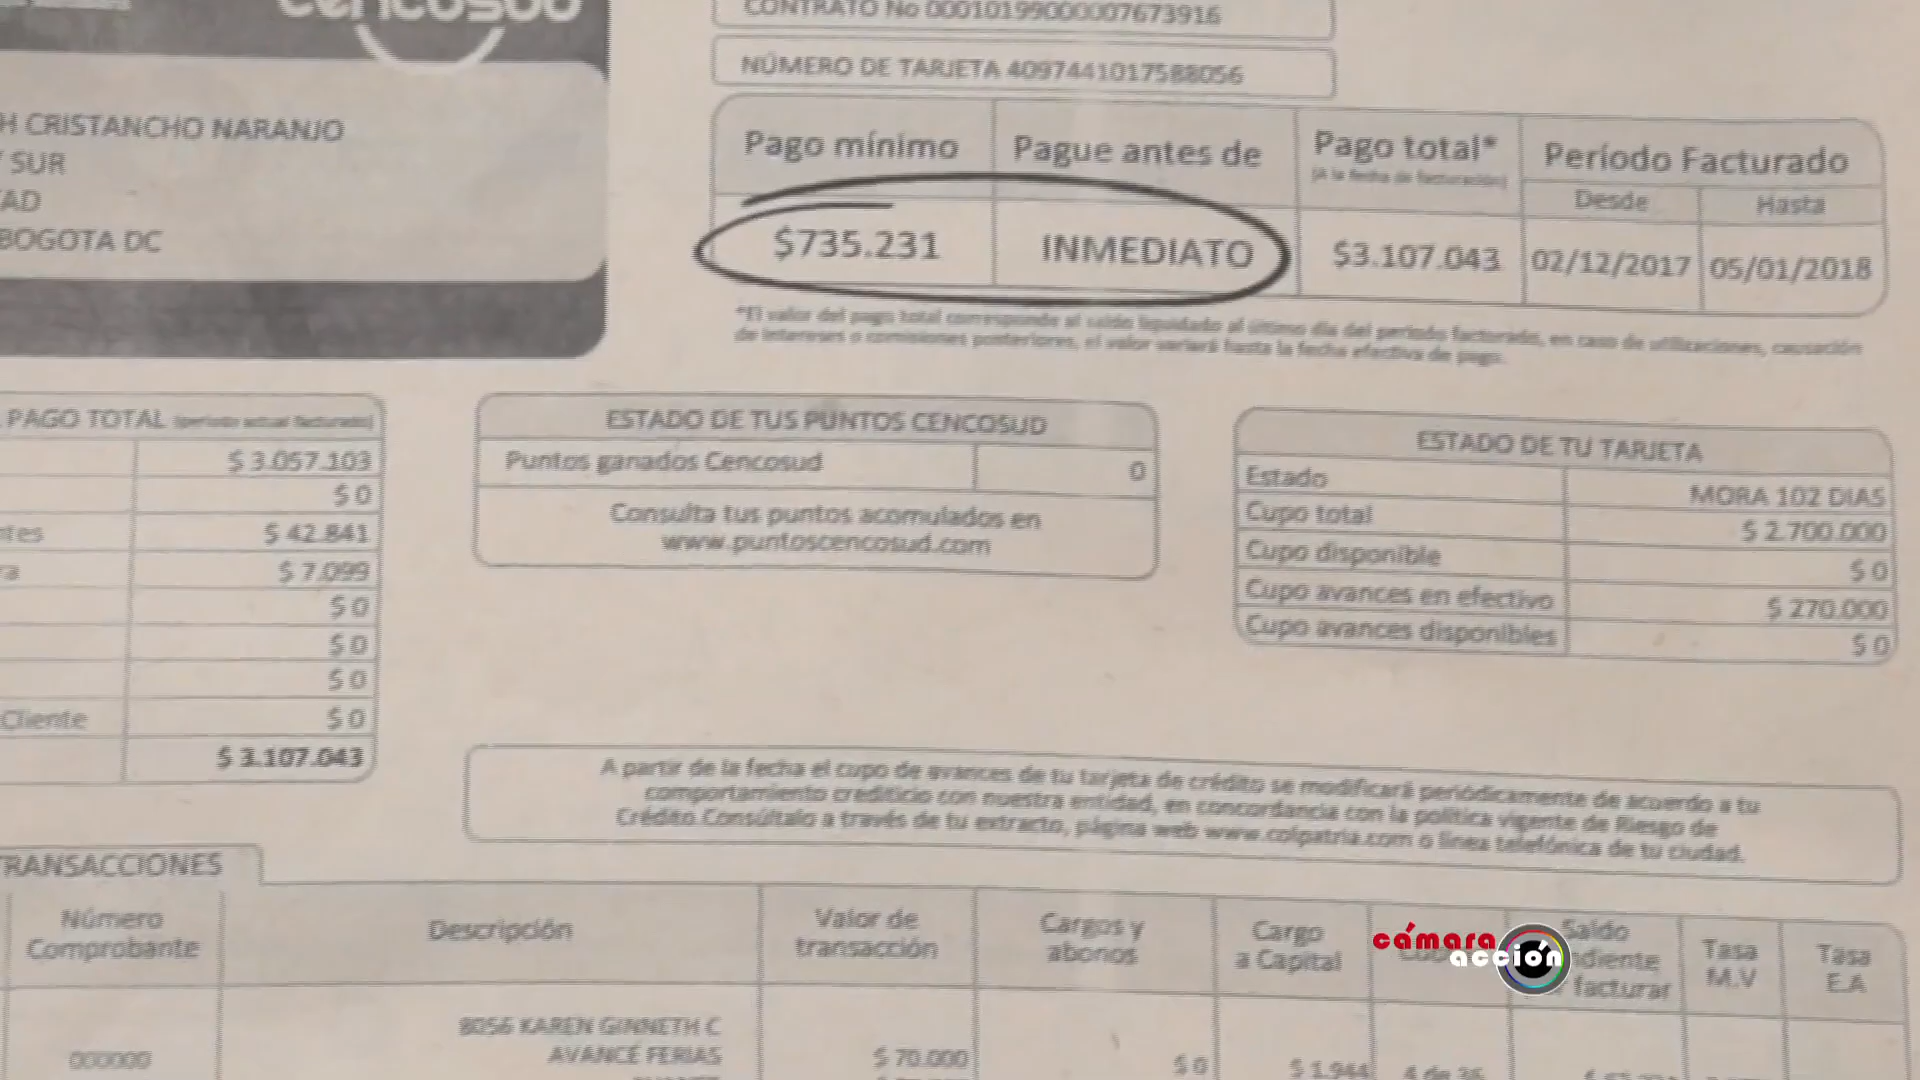 cencosud
CONTRATO No 00010199000007673916
NÚMERO DE TARJETA 4097441017588056
H CRISTANCHO NARANJO
SUR
AD
BOGOTA DC
Pago mínimo
Pague antes de
Pago total*
(A la fecha de facturación)
Período Facturado
Desde
Hasta
$735.231
INMEDIATO
$3.107.043
02/12/2017
05/01/2018
*El valor del pago total corresponde al saldo liquidado al último día del período facturado, en caso de utilizaciones, causación
de intereses o comisiones posteriores, el valor variará hasta la fecha efectiva de pago.
PAGO TOTAL (período actual facturado)
$ 3.057.103
$ 0
ntes $ 42.841
ra $ 7.099
$ 0
$ 0
$ 0
Cliente $ 0
$ 3.107.043
ESTADO DE TUS PUNTOS CENCOSUD
Puntos ganados Cencosud 0
Consulta tus puntos acumulados en
www.puntoscencosud.com
ESTADO DE TU TARJETA
Estado MORA 102 DIAS
Cupo total $ 2.700.000
Cupo disponible $ 0
Cupo avances en efectivo $ 270.000
Cupo avances disponibles $ 0
A partir de la fecha el cupo de avances de tu tarjeta de crédito se modificará periódicamente de acuerdo a tu
comportamiento crediticio con nuestra entidad, en concordancia con la política vigente de Riesgo de
Crédito Consúltalo a través de tu extracto, página web www.colpatria.com o línea telefónica de tu ciudad.
TRANSACCIONES
Número
Comprobante
Descripción
Valor de
transacción
Cargos y
abonos
Cargo
a Capital
Saldo
diente
facturar
Tasa
M.V
Tasa
E.A
cámara
acción
8056 KAREN GINNETH C
000000 AVANCE FERIAS $ 70.000 $ 0 $ 1.944 4 de 36